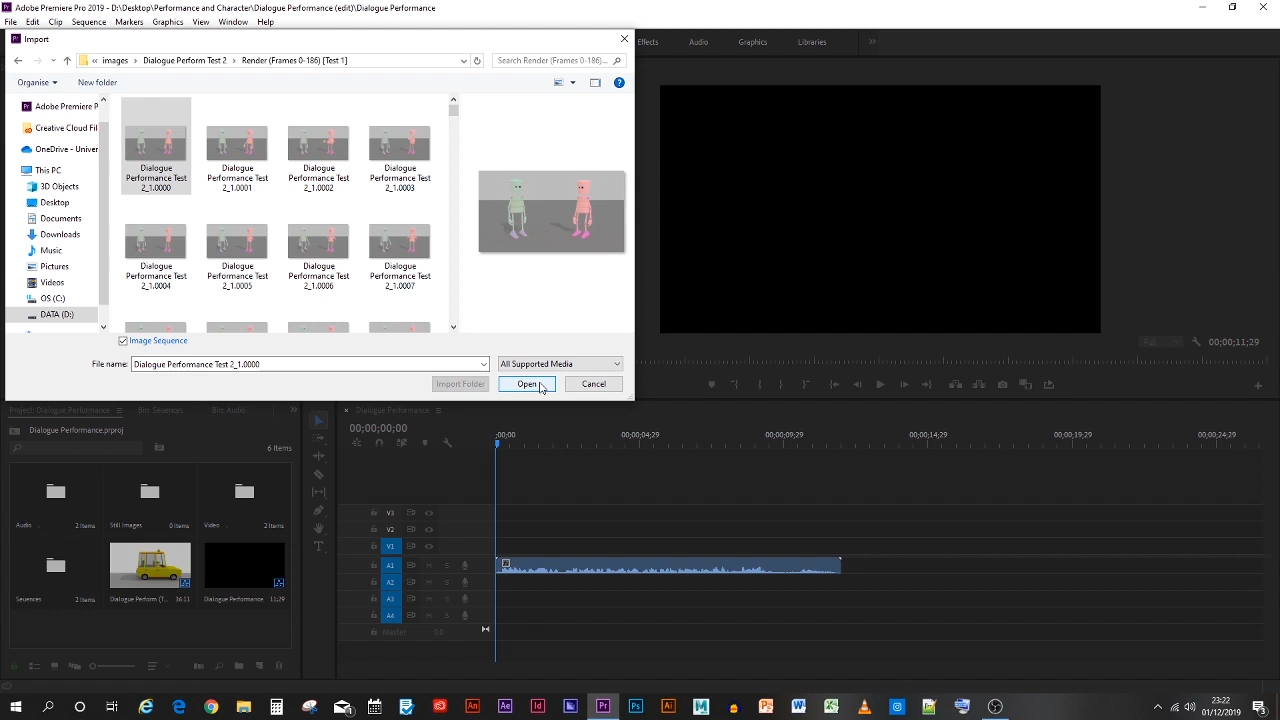 Adobe Premiere Pro 2019 - D:\Desktop\Performance and Character\Dialogue Performance (edit)\Dialogue Performance
File Edit Clip Sequence Markers Graphics View Window Help
Import
Effects Audio Graphics Libraries
images > Dialogue Perform Test 2 > Render (Frames 0-186) [Test 1]
Search Render (Frames 0-186)...
Organise New folder
Adobe Premiere P
Creative Cloud Fil
OneDrive - Univer
This PC
3D Objects
Desktop
Documents
Downloads
Music
Pictures
Videos
OS (C:)
DATA (D:)
Dialogue Performance Test 2_1.0000
Dialogue Performance Test 2_1.0001
Dialogue Performance Test 2_1.0002
Dialogue Performance Test 2_1.0003
Dialogue Performance Test 2_1.0004
Dialogue Performance Test 2_1.0005
Dialogue Performance Test 2_1.0006
Dialogue Performance Test 2_1.0007
Image Sequence
File name: Dialogue Performance Test 2_1.0000
All Supported Media
Import Folder Open Cancel
00;00;11;29
Project: Dialogue Performance
Bin: Audio
Dialogue Performance.prproj
6 Items
Audio 2 Items
Still Images 0 Items
Video 2 Items
Seuences 2 Items
Dialogue Perform (T... 36:11
Dialogue Performance 11;29
Dialogue Performance
00;00;00;00
;00;00 00;00;04;29 00;00;09;29 00;00;14;29 00;00;19;29 00;00;24;29
V3
V2
V1
A1 M S
A2 M S
A3 M S
A4 M S
Master 0.0
23:22
01/12/2019